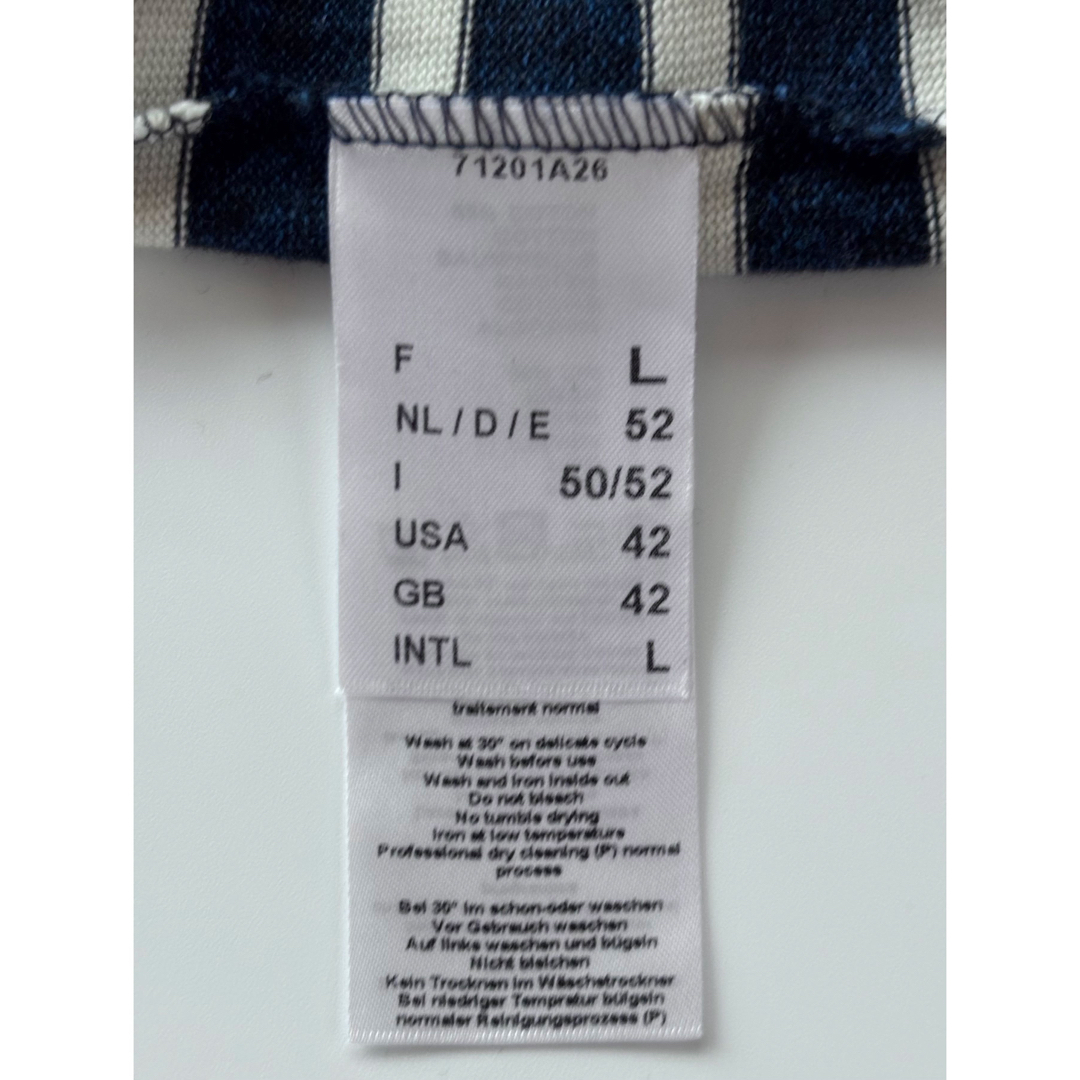 71201A26
F L
NL / D / E 52
I 50/52
USA 42
GB 42
INTL L
traitement normal
Wash at 30° on delicate cycle
Wash before use
Wash and iron inside out
Do not bleach
No tumble drying
Iron at low temperature
Professional dry cleaning (P) normal
process
Bei 30° im schon-oder waschen
Vor Gebrauch waschen
Auf links waschen und bügeln
Nicht bleichen
Kein Trocknen im Wäschetrockner
Bei niedriger Tempratur bülgeln
normaler Reinigungsprozess (P)